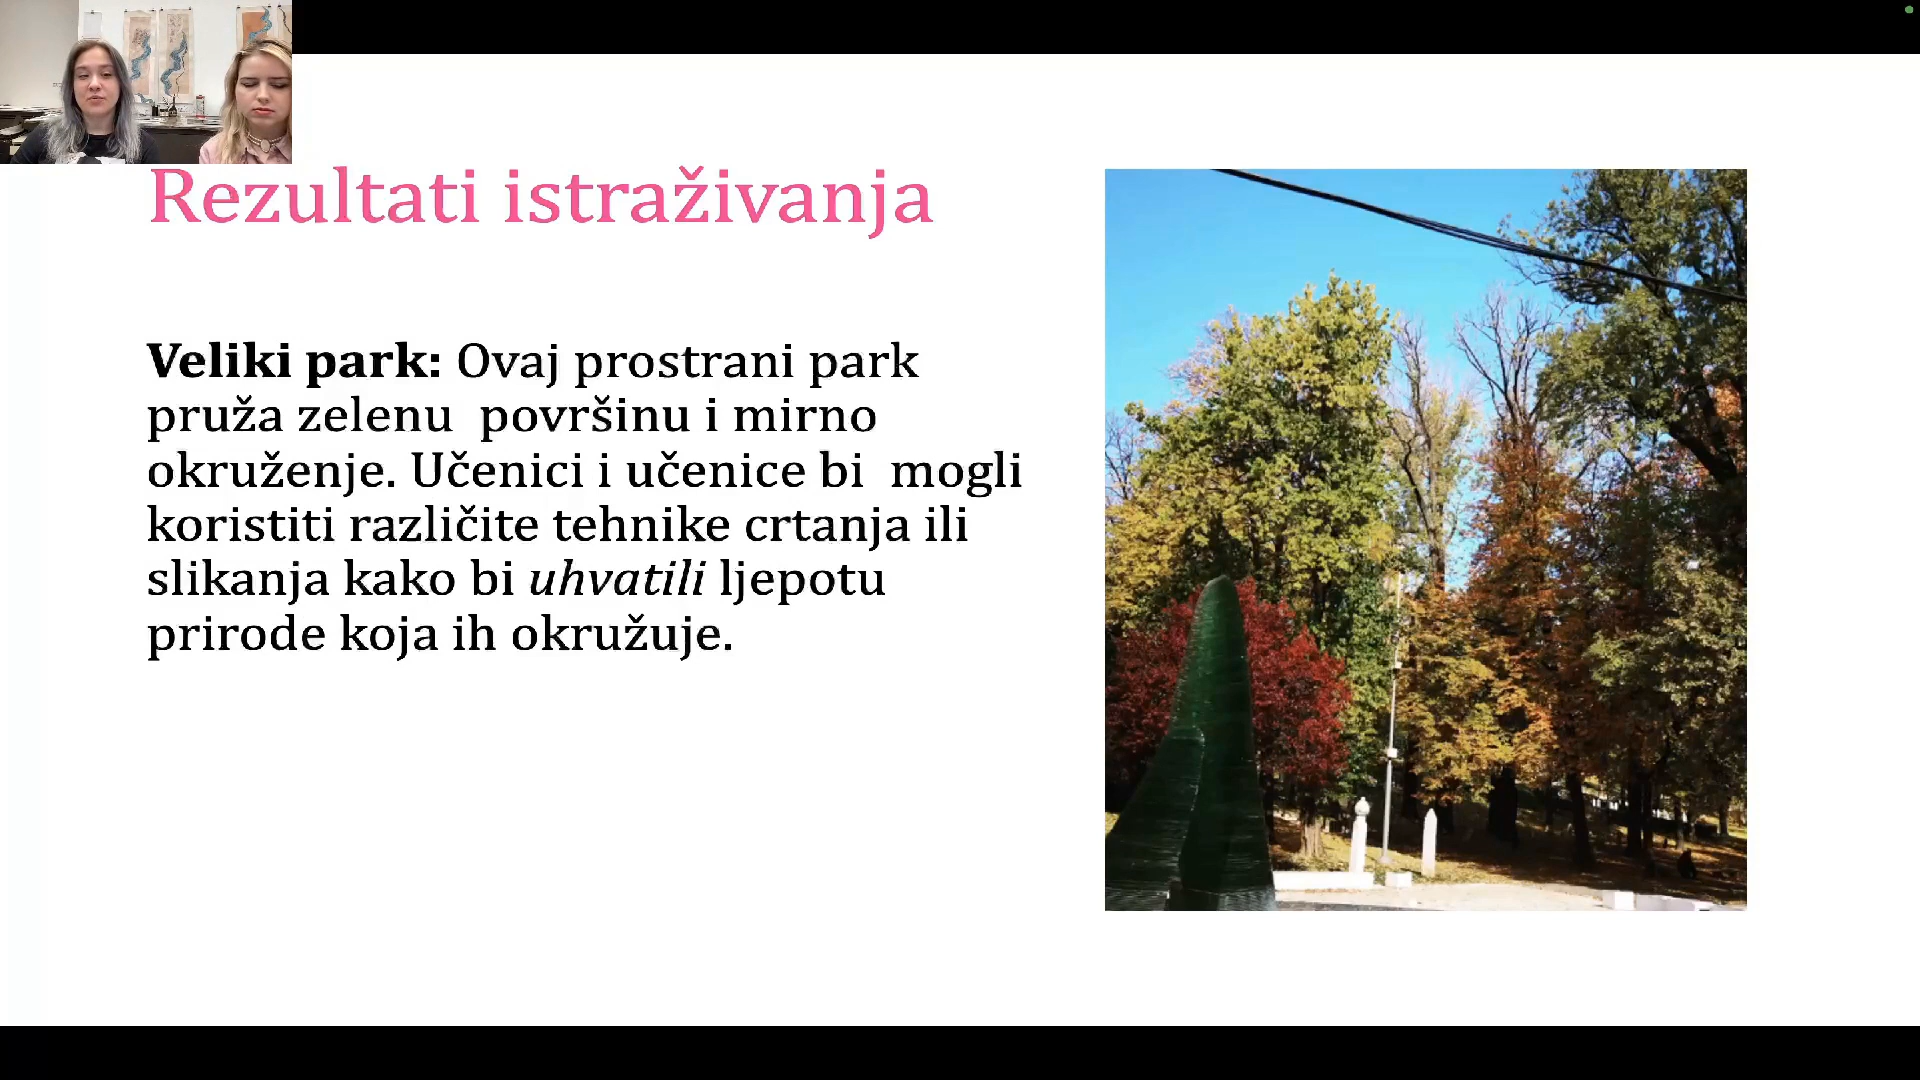 Rezultati istraživanja
Veliki park: Ovaj prostrani park
pruža zelenu  površinu i mirno
okruženje. Učenici i učenice bi  mogli
koristiti različite tehnike crtanja ili
slikanja kako bi uhvatili ljepotu
prirode koja ih okružuje.